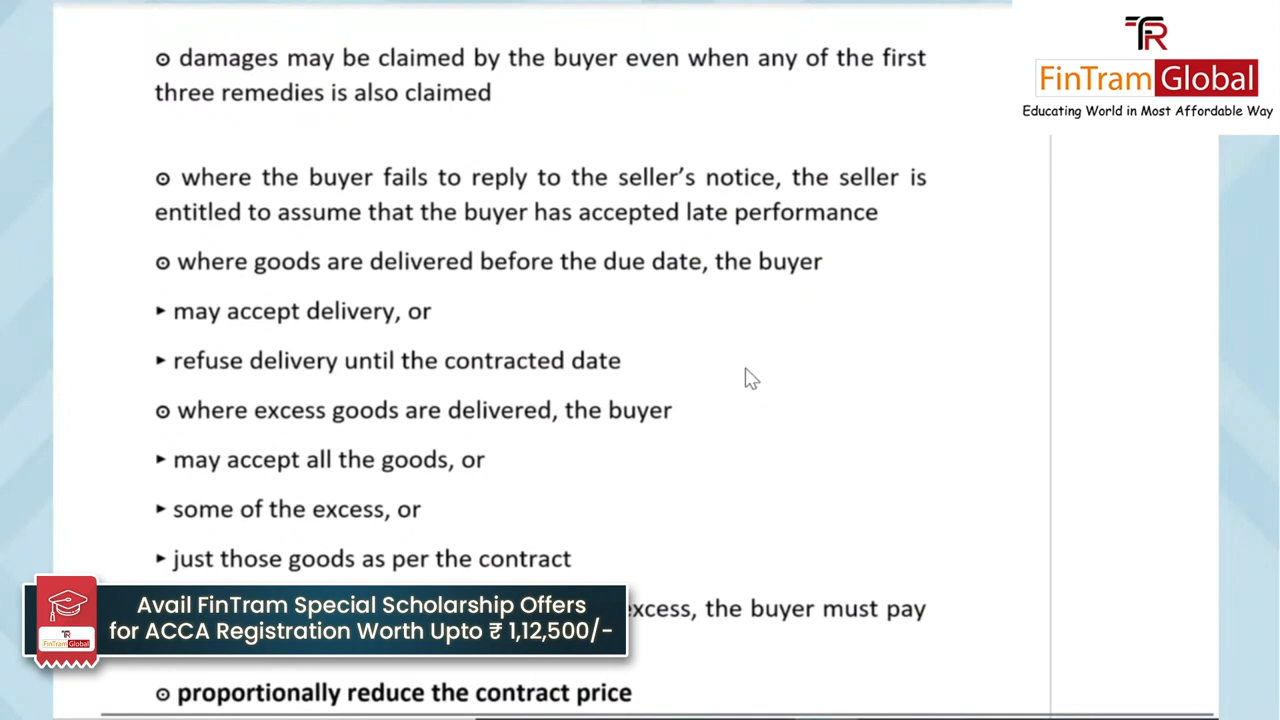 TR
FinTram Global
Educating World in Most Affordable Way
⊙ damages may be claimed by the buyer even when any of the first
three remedies is also claimed
⊙ where the buyer fails to reply to the seller's notice, the seller is
entitled to assume that the buyer has accepted late performance
⊙ where goods are delivered before the due date, the buyer
▸ may accept delivery, or
▸ refuse delivery until the contracted date
⊙ where excess goods are delivered, the buyer
▸ may accept all the goods, or
▸ some of the excess, or
▸ just those goods as per the contract
excess, the buyer must pay
Avail FinTram Special Scholarship Offers
for ACCA Registration Worth Upto ₹ 1,12,500/-
TR
FinTram Global
⊙ proportionally reduce the contract price